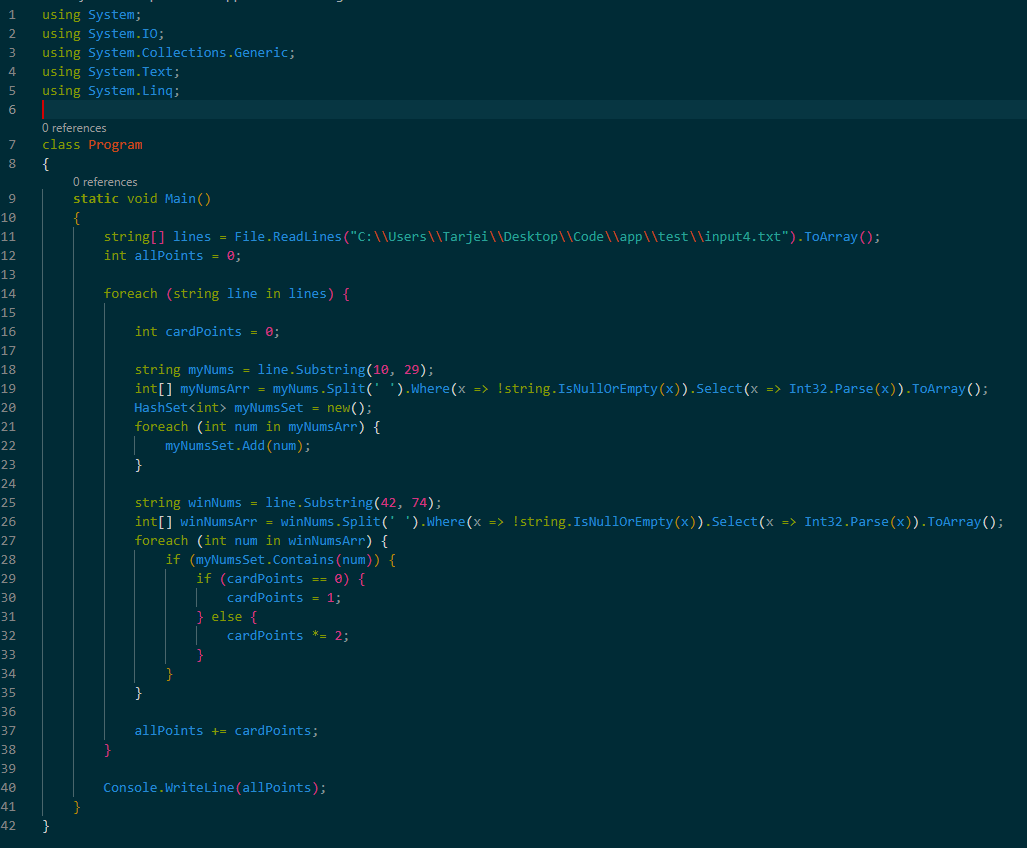 1 using System;
2 using System.IO;
3 using System.Collections.Generic;
4 using System.Text;
5 using System.Linq;
6
0 references
7 class Program
8 {
0 references
9 static void Main()
10 {
11 string[] lines = File.ReadLines("C:\\Users\\Tarjei\\Desktop\\Code\\app\\test\\input4.txt").ToArray();
12 int allPoints = 0;
13
14 foreach (string line in lines) {
15
16 int cardPoints = 0;
17
18 string myNums = line.Substring(10, 29);
19 int[] myNumsArr = myNums.Split(' ').Where(x => !string.IsNullOrEmpty(x)).Select(x => Int32.Parse(x)).ToArray();
20 HashSet<int> myNumsSet = new();
21 foreach (int num in myNumsArr) {
22 myNumsSet.Add(num);
23 }
24
25 string winNums = line.Substring(42, 74);
26 int[] winNumsArr = winNums.Split(' ').Where(x => !string.IsNullOrEmpty(x)).Select(x => Int32.Parse(x)).ToArray();
27 foreach (int num in winNumsArr) {
28 if (myNumsSet.Contains(num)) {
29 if (cardPoints == 0) {
30 cardPoints = 1;
31 } else {
32 cardPoints *= 2;
33 }
34 }
35 }
36
37 allPoints += cardPoints;
38 }
39
40 Console.WriteLine(allPoints);
41 }
42 }